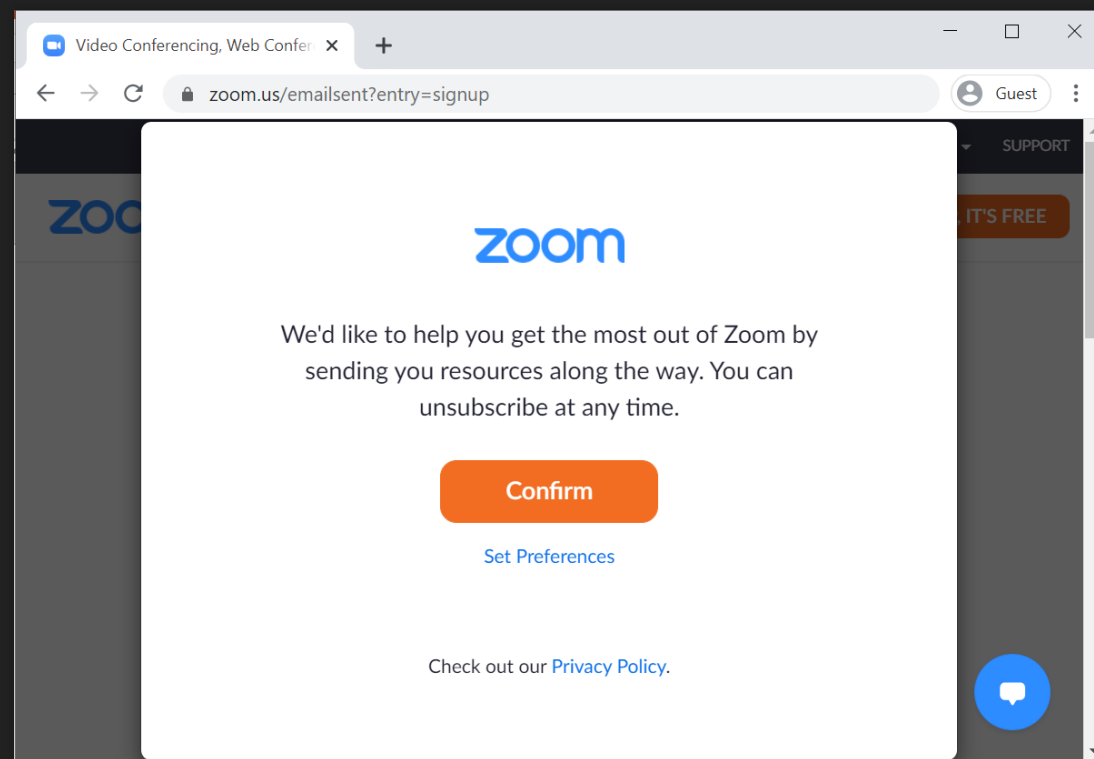 Video Conferencing, Web Confer
zoom.us/emailsent?entry=signup
Guest
SUPPORT
ZOO
, IT'S FREE
zoom
We'd like to help you get the most out of Zoom by
sending you resources along the way. You can
unsubscribe at any time.
Confirm
Set Preferences
Check out our Privacy Policy.